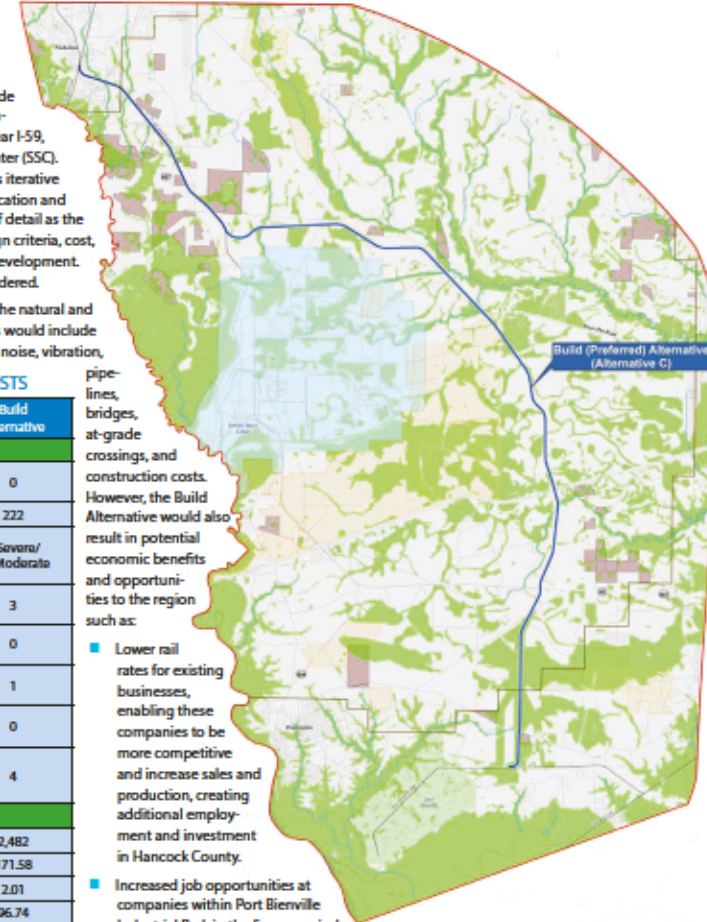 de
-
ar I-59,
ter (SSC).
s iterative
cation and
f detail as the
gn criteria, cost,
evelopment.
dered.
he natural and
s would include
noise, vibration,
pipe-
lines,
bridges,
at-grade
crossings, and
construction costs.
However, the Build
Alternative would also
result in potential
economic benefits
and opportuni-
ties to the region
such as:
■ Lower rail
rates for existing
businesses,
enabling these
companies to be
more competitive
and increase sales and
production, creating
additional employ-
ment and investment
in Hancock County.
■ Increased job opportunities at
companies within Port Bienville
STS
Build
ernative
0
222
Severe/
Moderate
3
0
1
0
4
2,482
71.58
2.01
96.74
Build (Preferred) Alternative
(Alternative C)